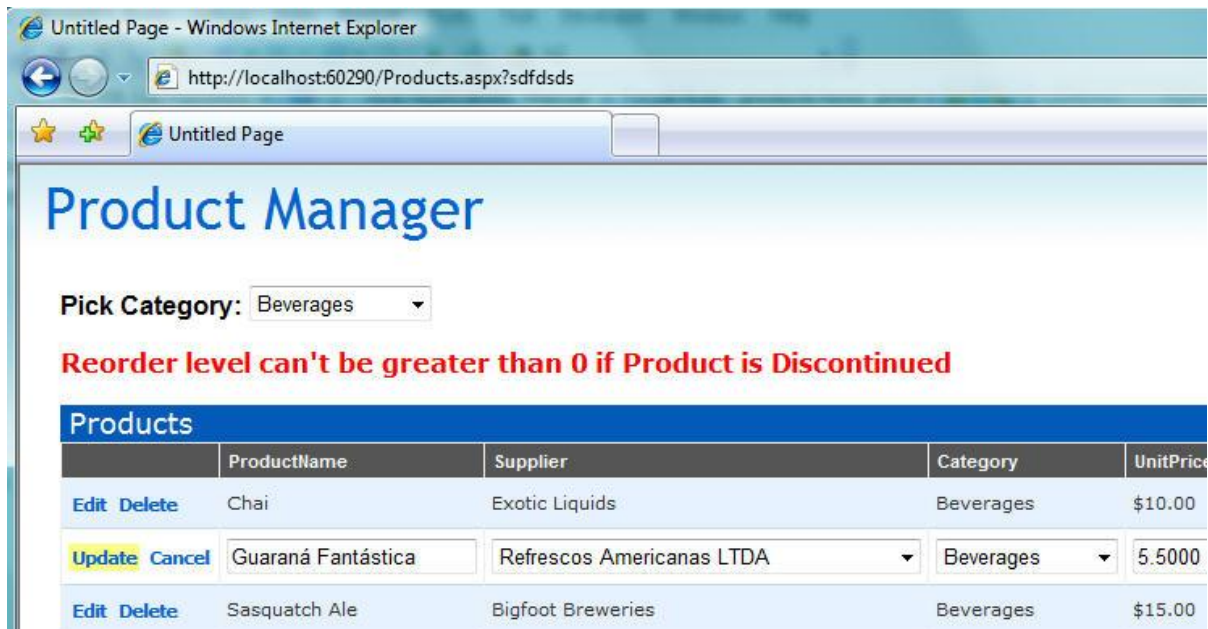 Untitled Page - Windows Internet Explorer
http://localhost:60290/Products.aspx?sdfdsds
Untitled Page
Product Manager
Pick Category: Beverages
Reorder level can't be greater than 0 if Product is Discontinued
Products
ProductName Supplier Category UnitPrice
Edit Delete Chai Exotic Liquids Beverages $10.00
Update Cancel Guaraná Fantástica Refrescos Americanas LTDA Beverages 5.5000
Edit Delete Sasquatch Ale Bigfoot Breweries Beverages $15.00